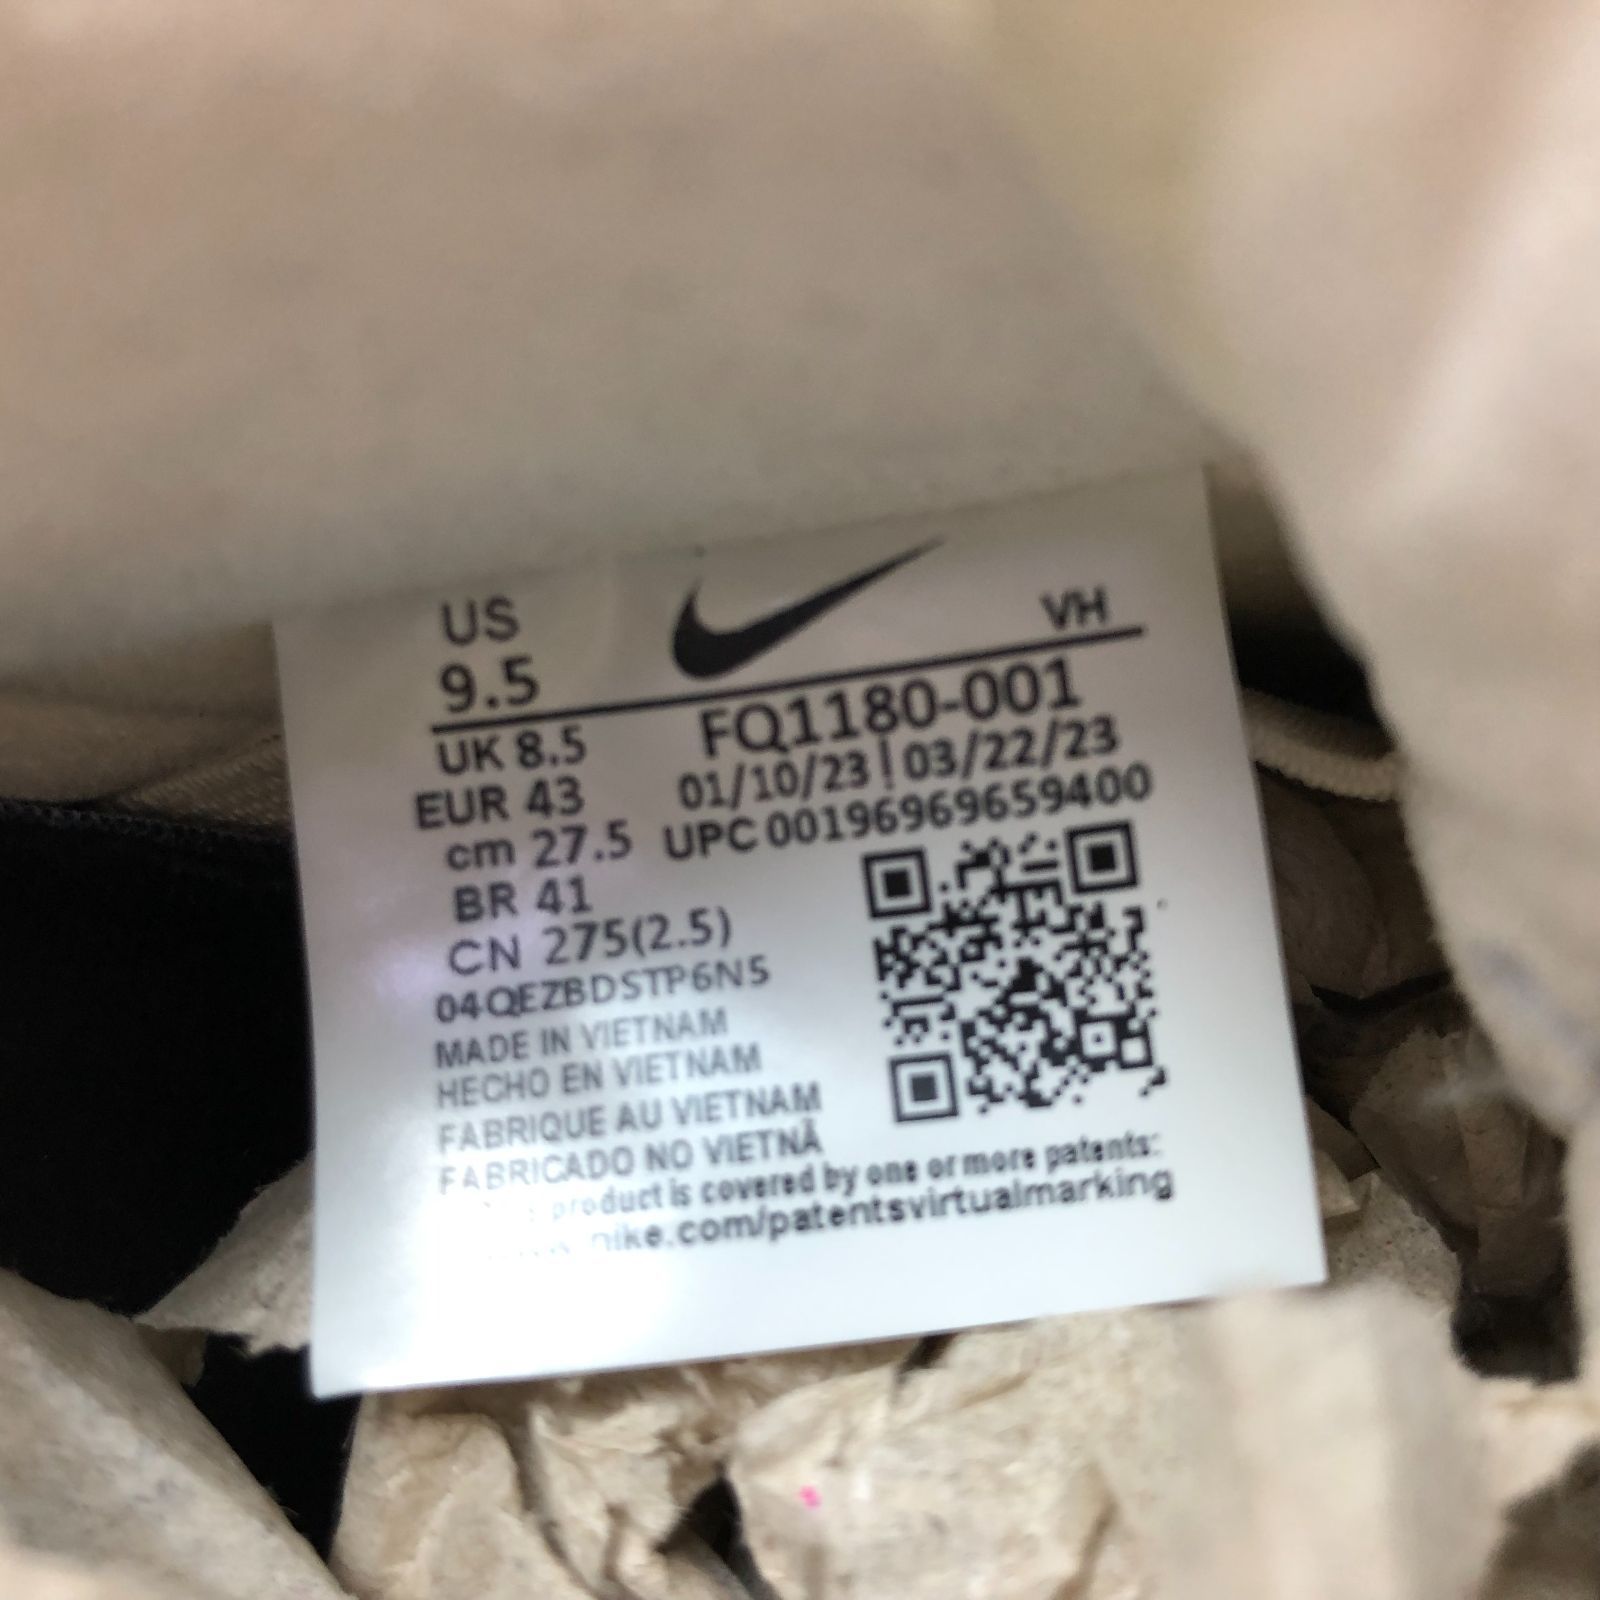 US
VH
9.5
UK 8.5
FQ1180-001
EUR 43
01/10/23 | 03/22/23
cm 27.5
UPC 00196969659400
BR 41
CN 275(2.5)
04QEZBDSTP6N5
MADE IN VIETNAM
HECHO EN VIETNAM
FABRIQUE AU VIETNAM
FABRICADO NO VIETNÃ
product is covered by one or more patents:
nike.com/patentsvirtualmarking